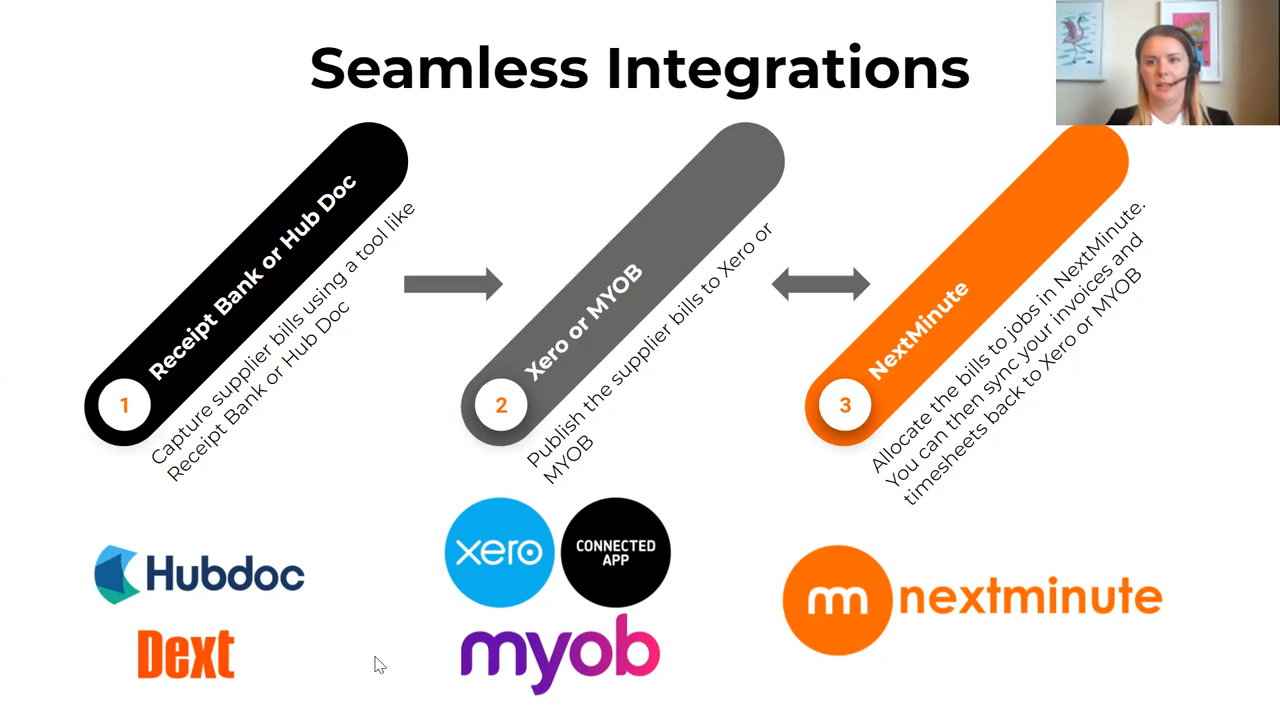 Seamless Integrations
Receipt Bank or Hub Doc
Capture supplier bills using a tool like
Receipt Bank or Hub Doc
1
Xero or MYOB
Publish the supplier bills to Xero or
MYOB
2
NextMinute
Allocate the bills to jobs in NextMinute.
You can then sync your invoices and
timesheets back to Xero or MYOB
3
Hubdoc
Dext
xero
CONNECTED
APP
myob
nextminute